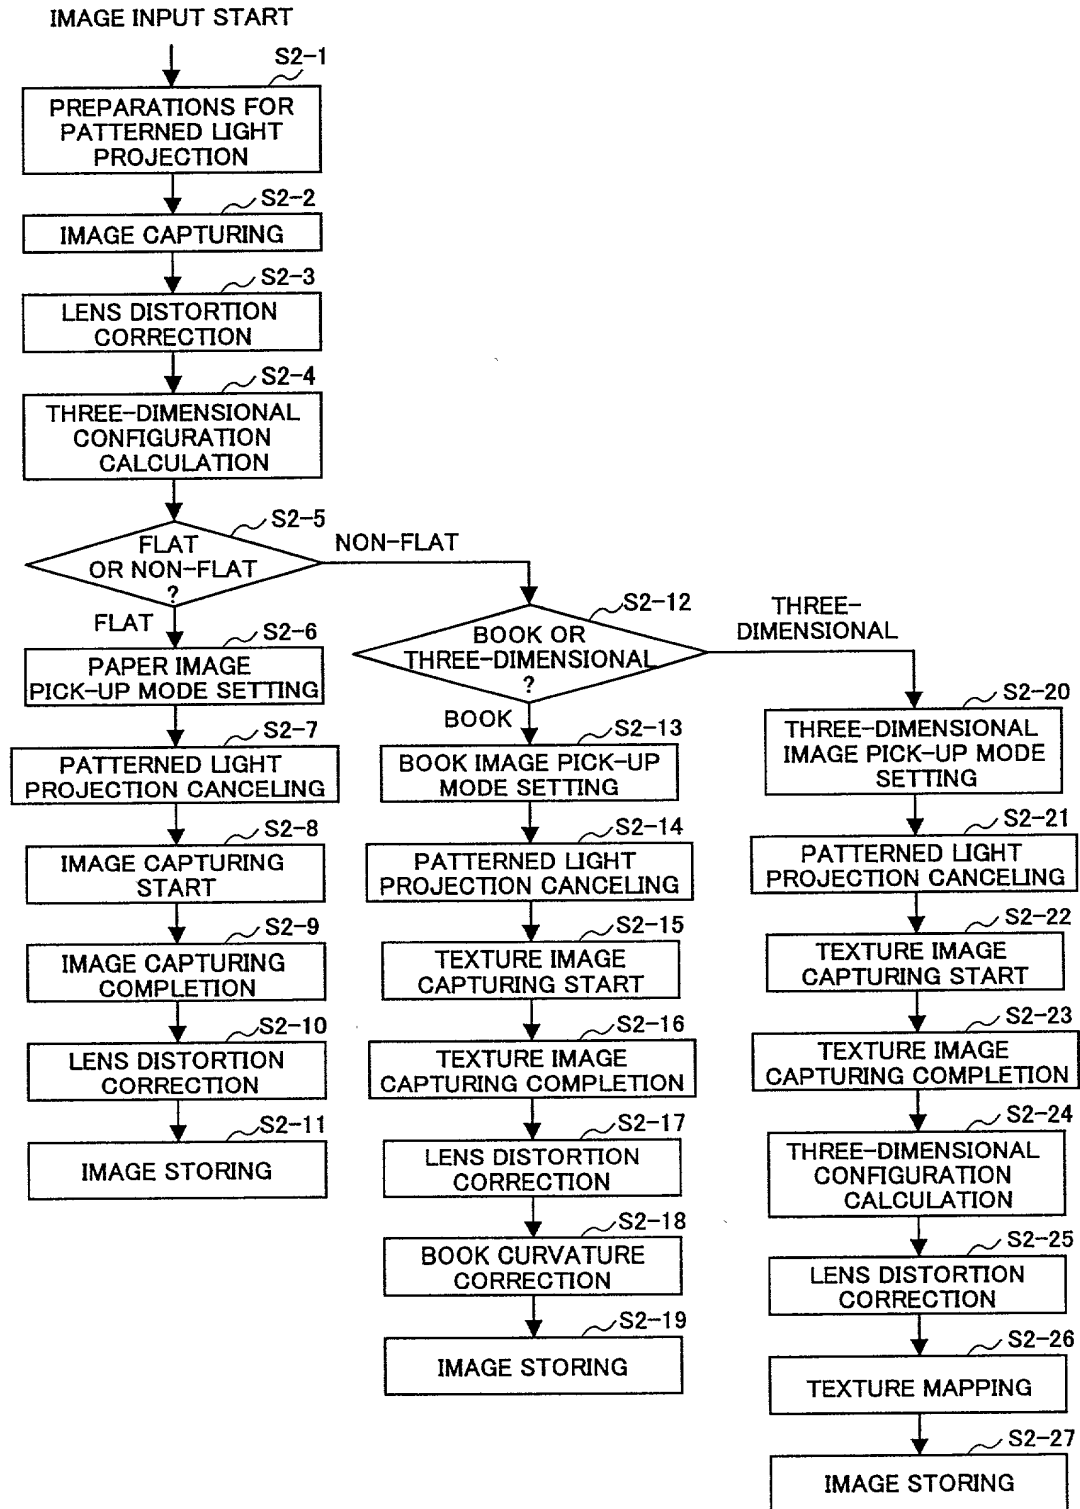 IMAGE INPUT START
S2-1
PREPARATIONS FOR
PATTERNED LIGHT
PROJECTION
S2-2
IMAGE CAPTURING
S2-3
LENS DISTORTION
CORRECTION
S2-4
THREE-DIMENSIONAL
CONFIGURATION
CALCULATION
S2-5
FLAT
OR NON-FLAT
?
NON-FLAT
FLAT
S2-6
PAPER IMAGE
PICK-UP MODE SETTING
S2-7
PATTERNED LIGHT
PROJECTION CANCELING
S2-8
IMAGE CAPTURING
START
S2-9
IMAGE CAPTURING
COMPLETION
S2-10
LENS DISTORTION
CORRECTION
S2-11
IMAGE STORING
S2-12
BOOK OR
THREE-DIMENSIONAL
?
THREE-
DIMENSIONAL
BOOK
S2-13
BOOK IMAGE PICK-UP
MODE SETTING
S2-14
PATTERNED LIGHT
PROJECTION CANCELING
S2-15
TEXTURE IMAGE
CAPTURING START
S2-16
TEXTURE IMAGE
CAPTURING COMPLETION
S2-17
LENS DISTORTION
CORRECTION
S2-18
BOOK CURVATURE
CORRECTION
S2-19
IMAGE STORING
S2-20
THREE-DIMENSIONAL
IMAGE PICK-UP MODE
SETTING
S2-21
PATTERNED LIGHT
PROJECTION CANCELING
S2-22
TEXTURE IMAGE
CAPTURING START
S2-23
TEXTURE IMAGE
CAPTURING COMPLETION
S2-24
THREE-DIMENSIONAL
CONFIGURATION
CALCULATION
S2-25
LENS DISTORTION
CORRECTION
S2-26
TEXTURE MAPPING
S2-27
IMAGE STORING